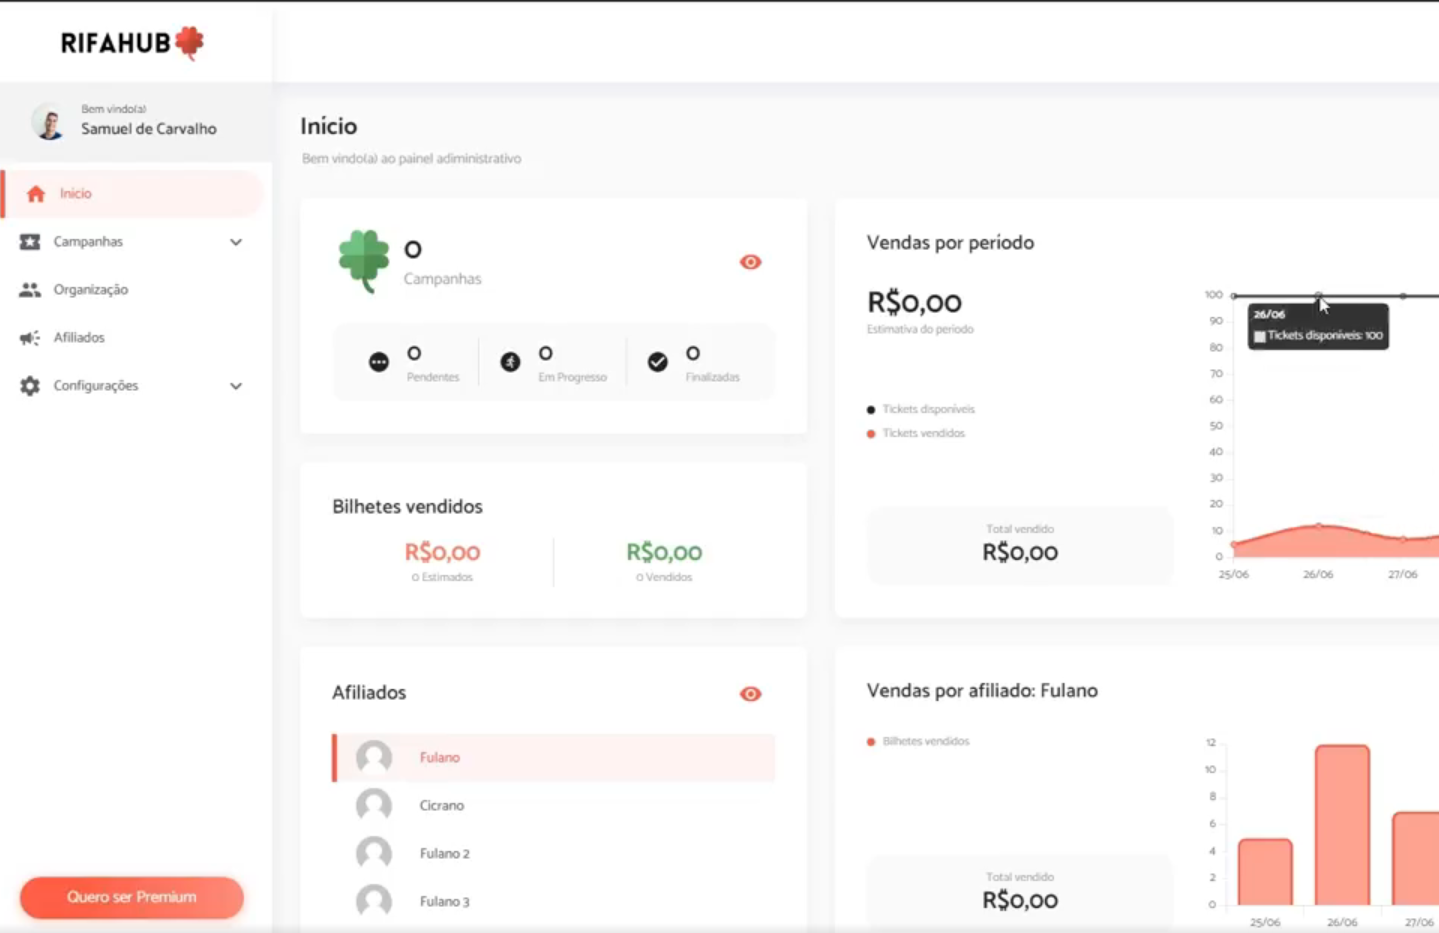 RIFAHUB
Bem vindo(a)
Samuel de Carvalho
Início
Campanhas
Organização
Afiliados
Configurações
Quero ser Premium
Início
Bem vindo(a) ao painel adiministrativo
0
Campanhas
0
Pendentes
0
Em Progresso
0
Finalizadas
Bilhetes vendidos
R$0,00
0 Estimados
R$0,00
0 Vendidos
Afiliados
Fulano
Cicrano
Fulano 2
Fulano 3
Vendas por período
R$0,00
Estimativa do período
Tickets disponíveis
Tickets vendidos
Total vendido
R$0,00
100
90
80
70
60
50
40
30
20
10
0
26/06
Tickets disponíveis: 100
25/06 26/06 27/06
Vendas por afiliado: Fulano
Bilhetes vendidos
Total vendido
R$0,00
12
10
8
6
4
2
0
25/06 26/06 27/06